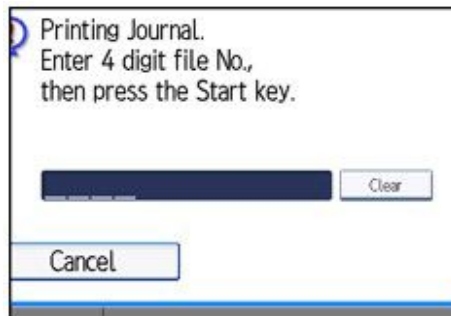 Printing Journal.
Enter 4 digit file No.,
then press the Start key.
Clear
Cancel